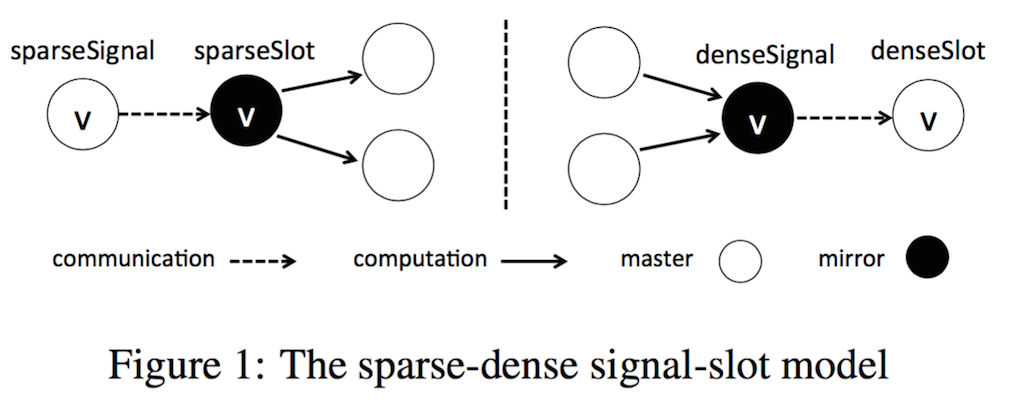 sparseSignal sparseSlot denseSignal denseSlot
V V V V
communication computation master mirror
Figure 1: The sparse-dense signal-slot model